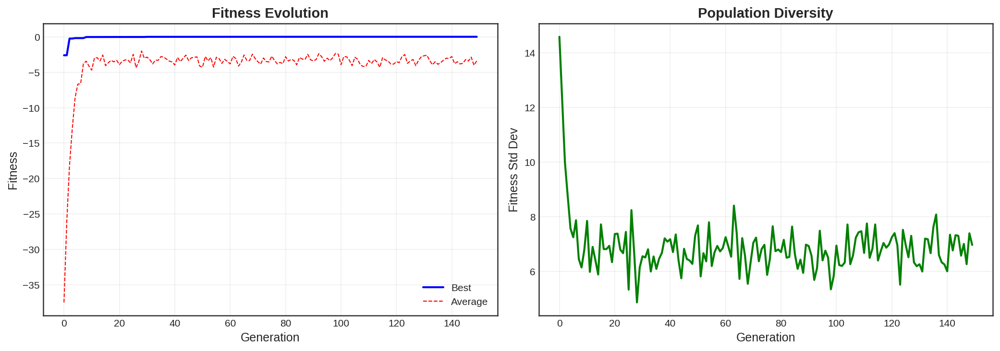 Fitness Evolution
Fitness
0
−5
−10
−15
−20
−25
−30
−35
Best
Average
0 20 40 60 80 100 120 140
Generation
Population Diversity
Fitness Std Dev
14
12
10
8
6
0 20 40 60 80 100 120 140
Generation